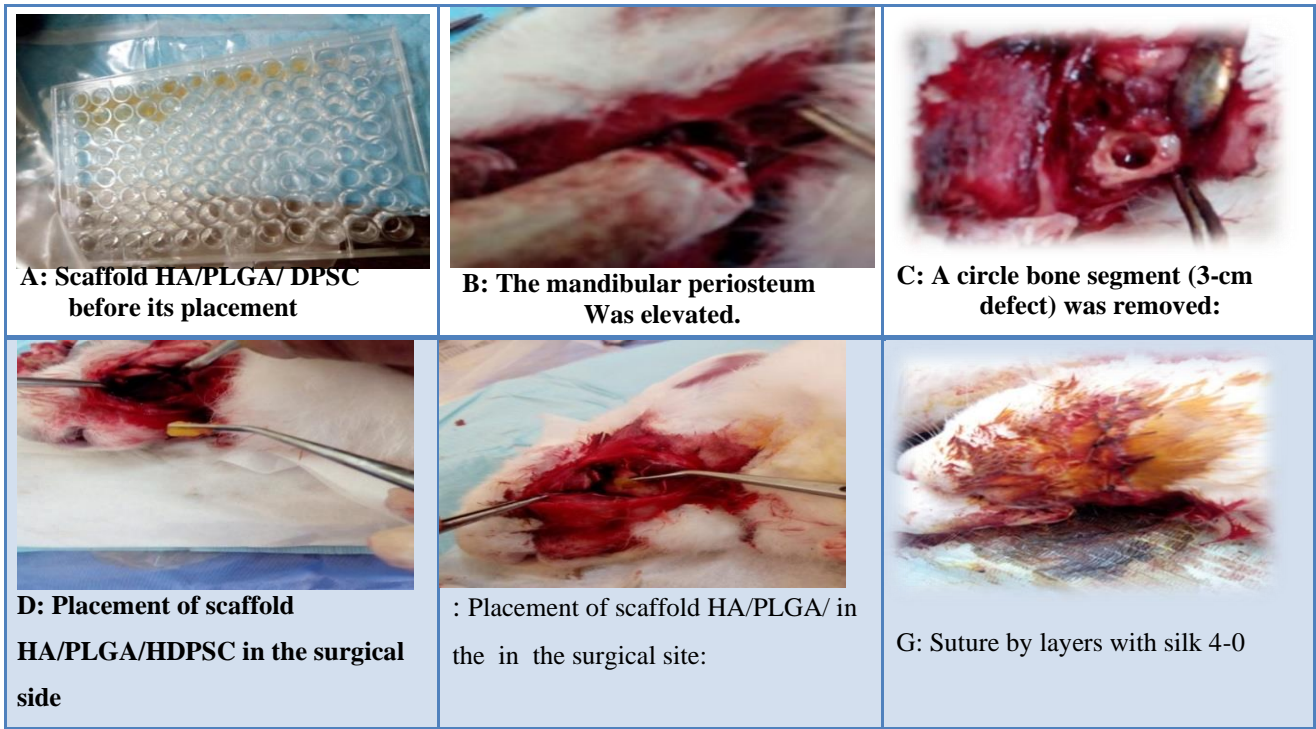 A: Scaffold HA/PLGA/ DPSC
before its placement
B: The mandibular periosteum
Was elevated.
C: A circle bone segment (3-cm
defect) was removed:
D: Placement of scaffold
HA/PLGA/HDPSC in the surgical
side
: Placement of scaffold HA/PLGA/ in
the in the surgical site:
G: Suture by layers with silk 4-0